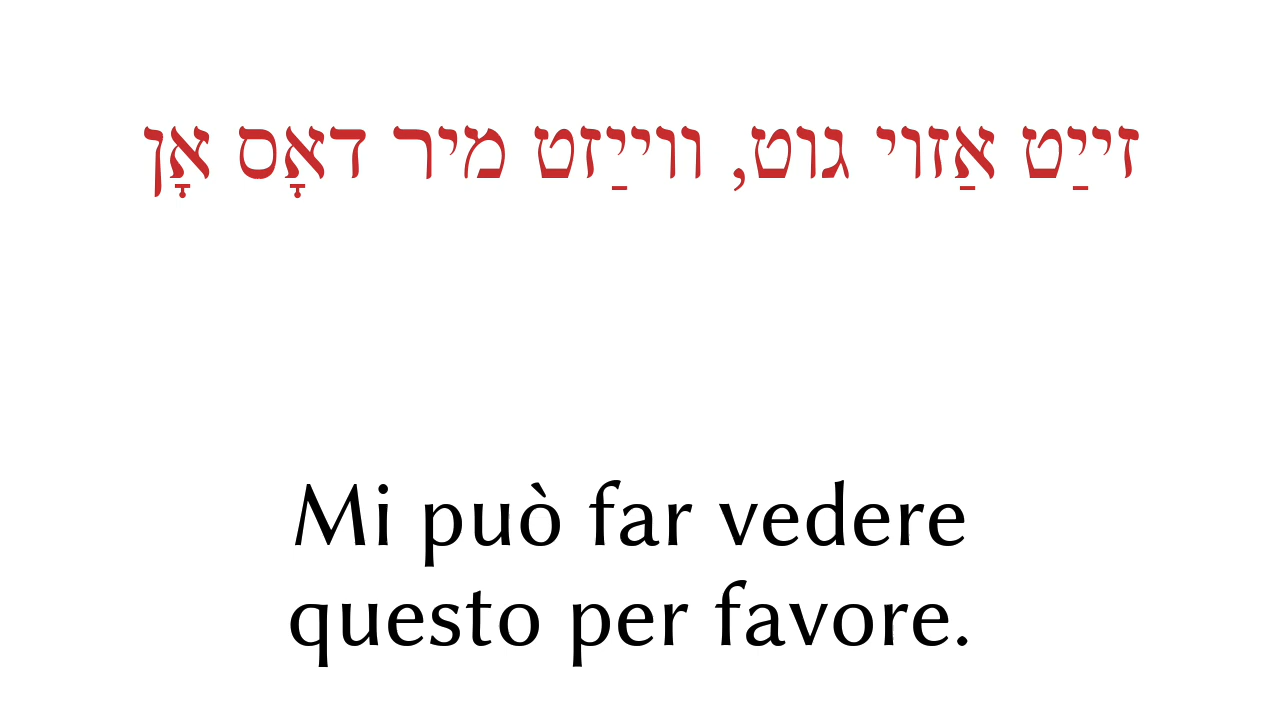 זייַט אַזוי גוט, ווייַזט מיר דאָס אָן
Mi può far vedere
questo per favore.